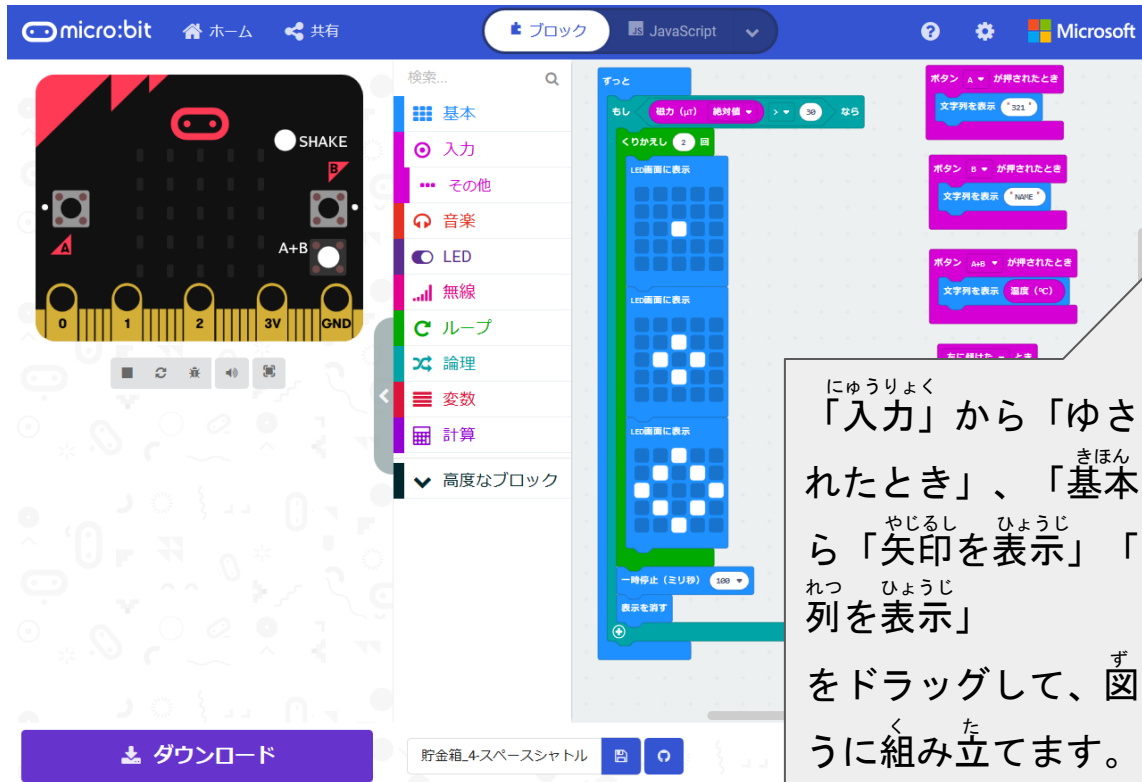 micro:bit
ホーム
共有
ブロック
JS JavaScript
Microsoft
SHAKE
B
A
A+B
0
1
2
3V
GND
ダウンロード
検索...
基本
入力
その他
音楽
LED
無線
ループ
論理
変数
計算
高度なブロック
貯金箱_4-スペースシャトル
ずっと
もし 磁力 (μT) 絶対値 > 30 なら
くりかえし 2 回
LED画面に表示
LED画面に表示
LED画面に表示
一時停止 (ミリ秒) 100
表示を消す
ボタン A が押されたとき
文字列を表示 "321"
ボタン B が押されたとき
文字列を表示 "NAME"
ボタン A+B が押されたとき
文字列を表示 温度 (℃)
左に傾けた とき
にゅうりょく
「入力」から「ゆさ
きほん
れたとき」、「基本
やじるし ひょうじ
ら「矢印を表示」「
れつ ひょうじ
列を表示」
ず
をドラッグして、図
く た
うに組み立てます。